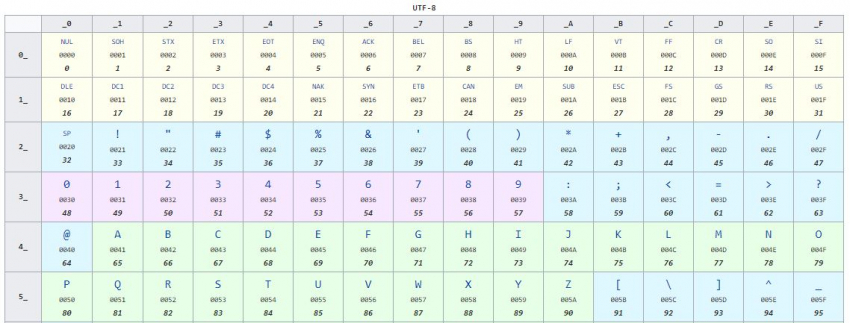 UTF-8
_0 _1 _2 _3 _4 _5 _6 _7 _8 _9 _A _B _C _D _E _F
NUL SOH STX ETX EOT ENQ ACK BEL BS HT LF VT FF CR SO SI
0_ 0000 0001 0002 0003 0004 0005 0006 0007 0008 0009 000A 000B 000C 000D 000E 000F
0 1 2 3 4 5 6 7 8 9 10 11 12 13 14 15
DLE DC1 DC2 DC3 DC4 NAK SYN ETB CAN EM SUB ESC FS GS RS US
1_ 0010 0011 0012 0013 0014 0015 0016 0017 0018 0019 001A 001B 001C 001D 001E 001F
16 17 18 19 20 21 22 23 24 25 26 27 28 29 30 31
SP ! " # $ % & ' ( ) * + , - . /
2_ 0020 0021 0022 0023 0024 0025 0026 0027 0028 0029 002A 002B 002C 002D 002E 002F
32 33 34 35 36 37 38 39 40 41 42 43 44 45 46 47
0 1 2 3 4 5 6 7 8 9 : ; < = > ?
3_ 0030 0031 0032 0033 0034 0035 0036 0037 0038 0039 003A 003B 003C 003D 003E 003F
48 49 50 51 52 53 54 55 56 57 58 59 60 61 62 63
@ A B C D E F G H I J K L M N O
4_ 0040 0041 0042 0043 0044 0045 0046 0047 0048 0049 004A 004B 004C 004D 004E 004F
64 65 66 67 68 69 70 71 72 73 74 75 76 77 78 79
P Q R S T U V W X Y Z [ \ ] ^ _
5_ 0050 0051 0052 0053 0054 0055 0056 0057 0058 0059 005A 005B 005C 005D 005E 005F
80 81 82 83 84 85 86 87 88 89 90 91 92 93 94 95